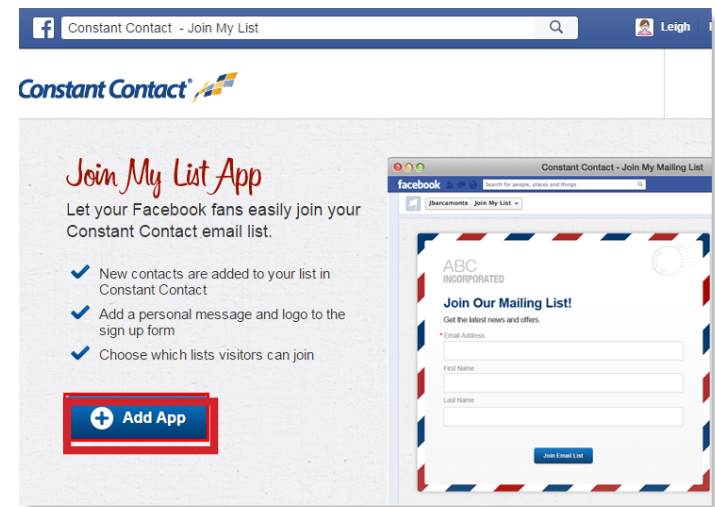 Constant Contact - Join My List
Leigh
Constant Contact®
Join My List App
Let your Facebook fans easily join your
Constant Contact email list.
New contacts are added to your list in
Constant Contact
Add a personal message and logo to the
sign up form
Choose which lists visitors can join
Add App
Constant Contact - Join My Mailing List
facebook
Search for people, places and things
Jbarcamonte Join My List
ABC
INCORPORATED
Join Our Mailing List!
Get the latest news and offers.
* Email Address
First Name
Last Name
Join Email List